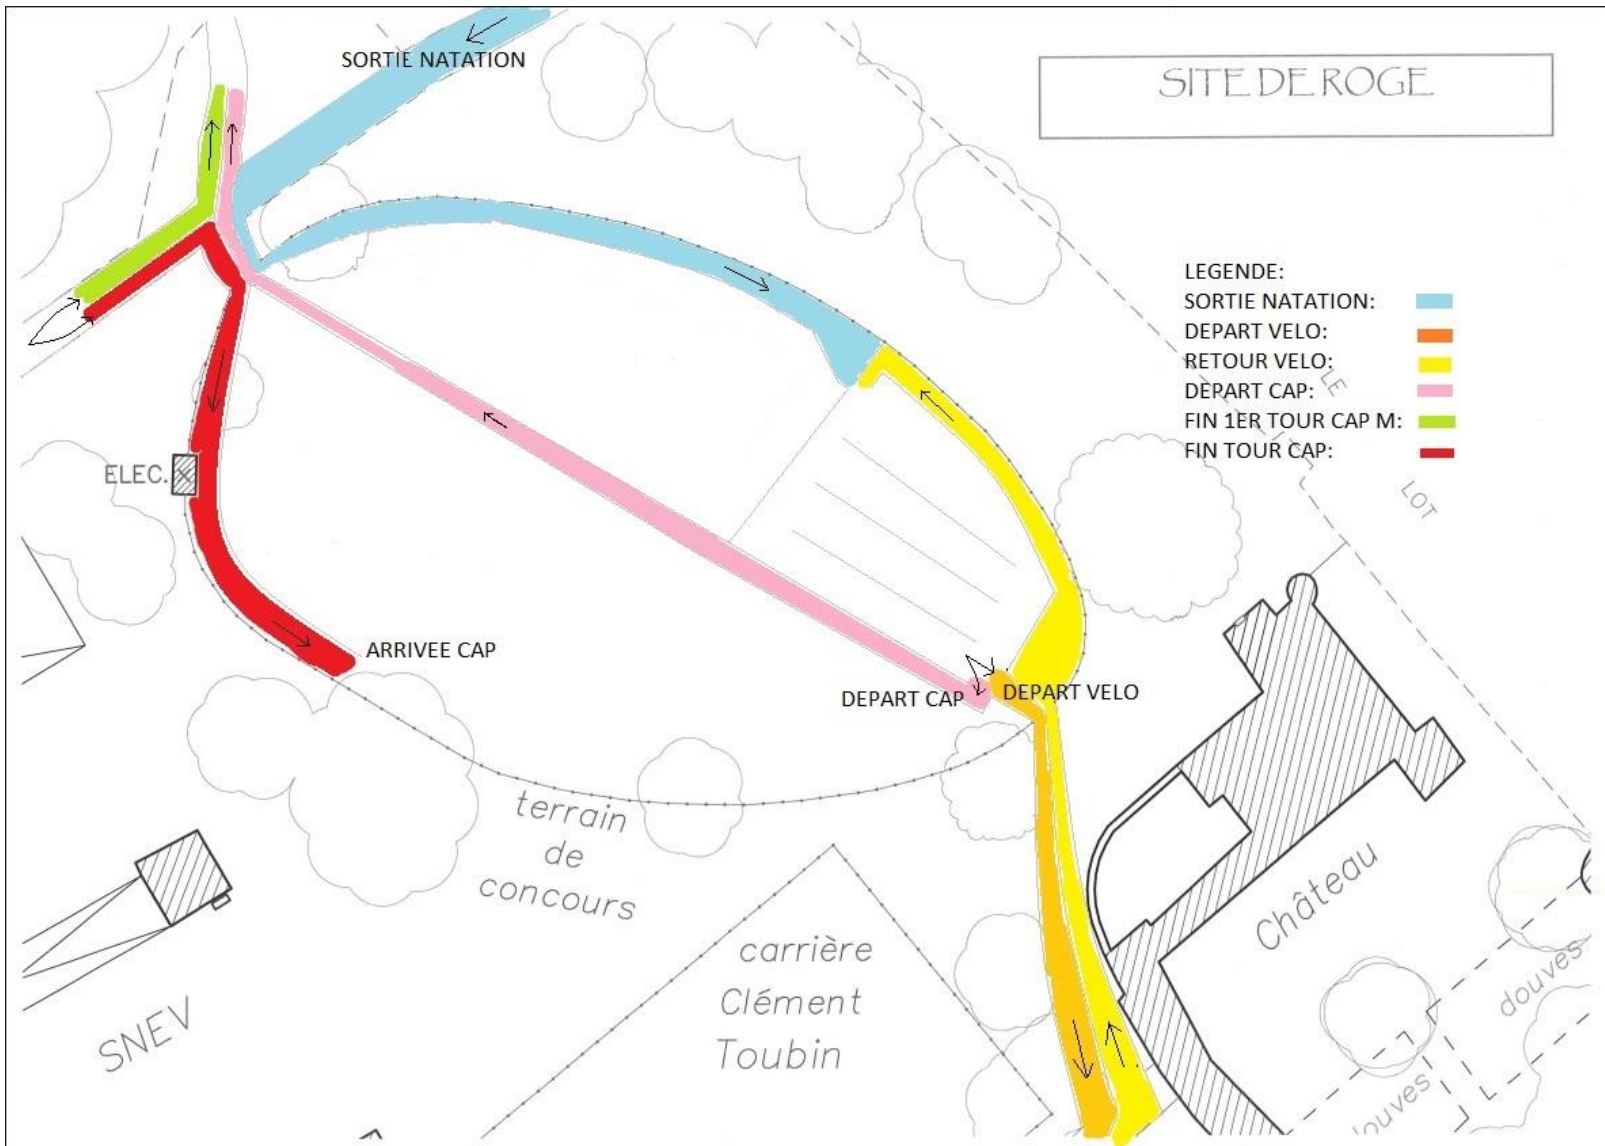 SORTIE NATATION
SITE DE ROGE
LEGENDE:
SORTIE NATATION:
DEPART VELO:
RETOUR VELO:
DEPART CAP:
FIN 1ER TOUR CAP M:
FIN TOUR CAP:
LE
LOT
ELEC.
ARRIVEE CAP
DEPART CAP
DEPART VELO
terrain
de
concours
carrière
Clément
Toubin
Château
douves
SNEV